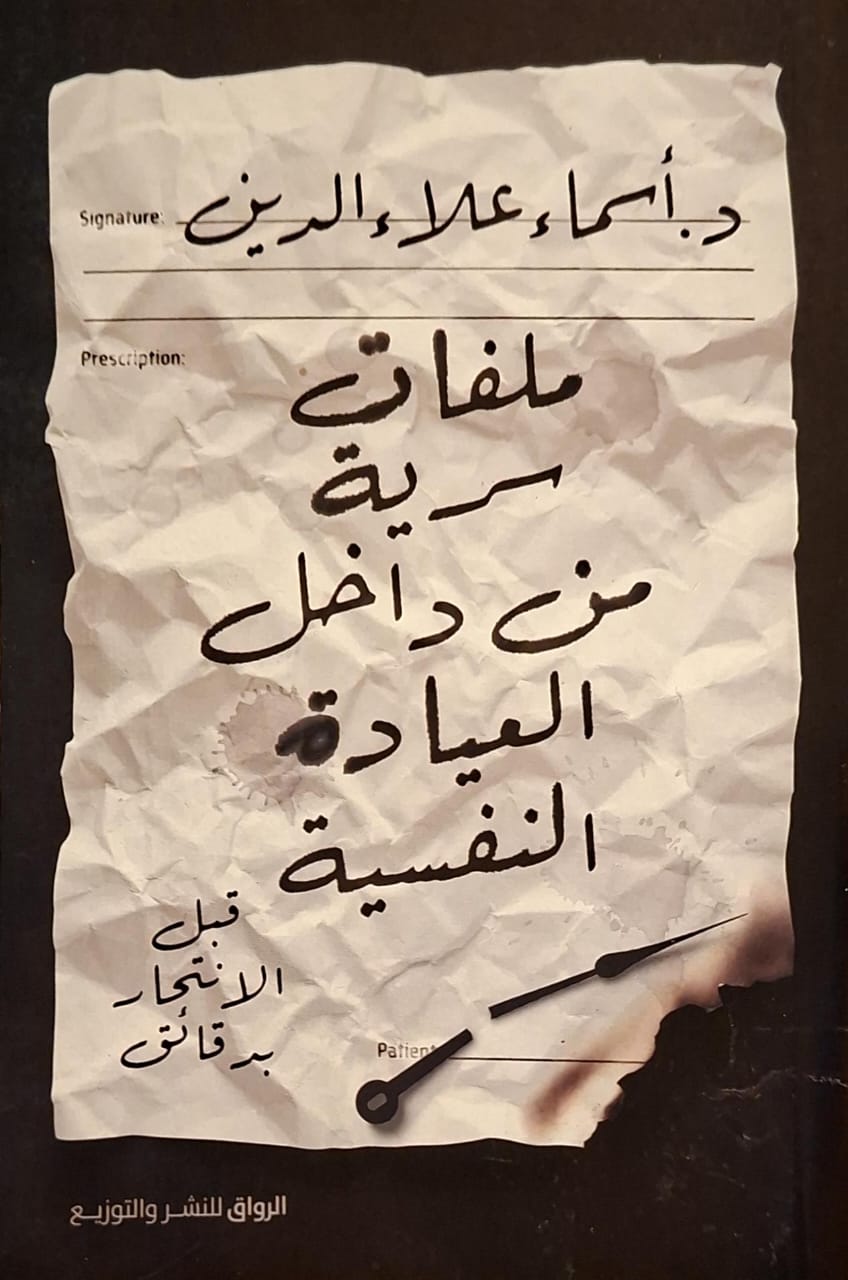 Signature: د. أسماء علاء الدين
Prescription:
ملفات
سرية
من داخل
العيادة
النفسية
قبل
الانتحار
بدقائق
Patient
الرواق للنشر والتوزيع